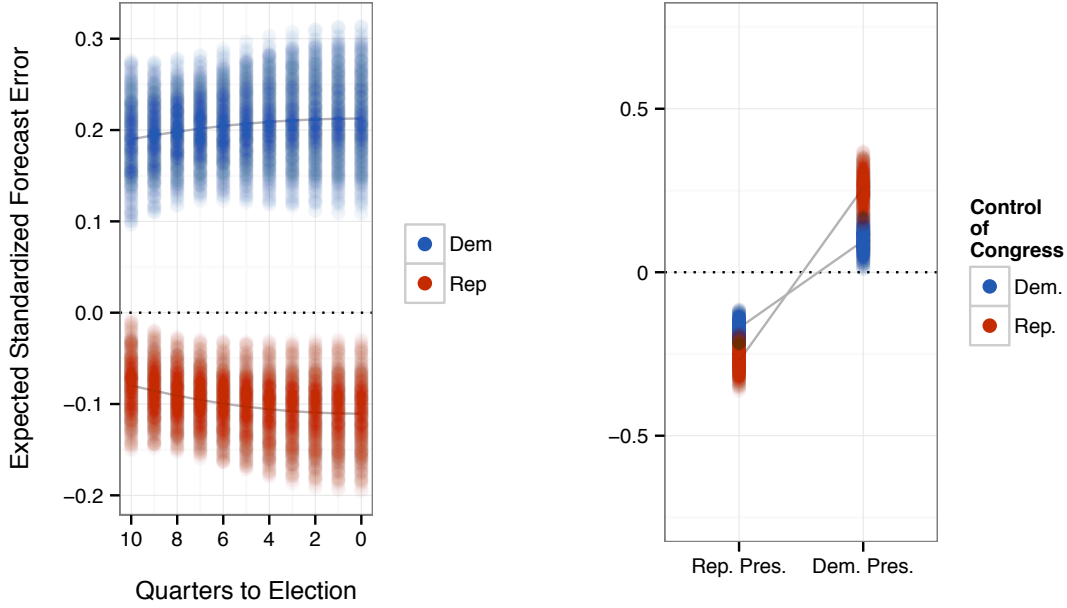 Expected Standardized Forecast Error
0.3
0.2
0.1
0.0
−0.1
−0.2
10 8 6 4 2 0
Quarters to Election
Dem
Rep
0.5
0
−0.5
Rep. Pres. Dem. Pres.
Control
of
Congress
Dem.
Rep.